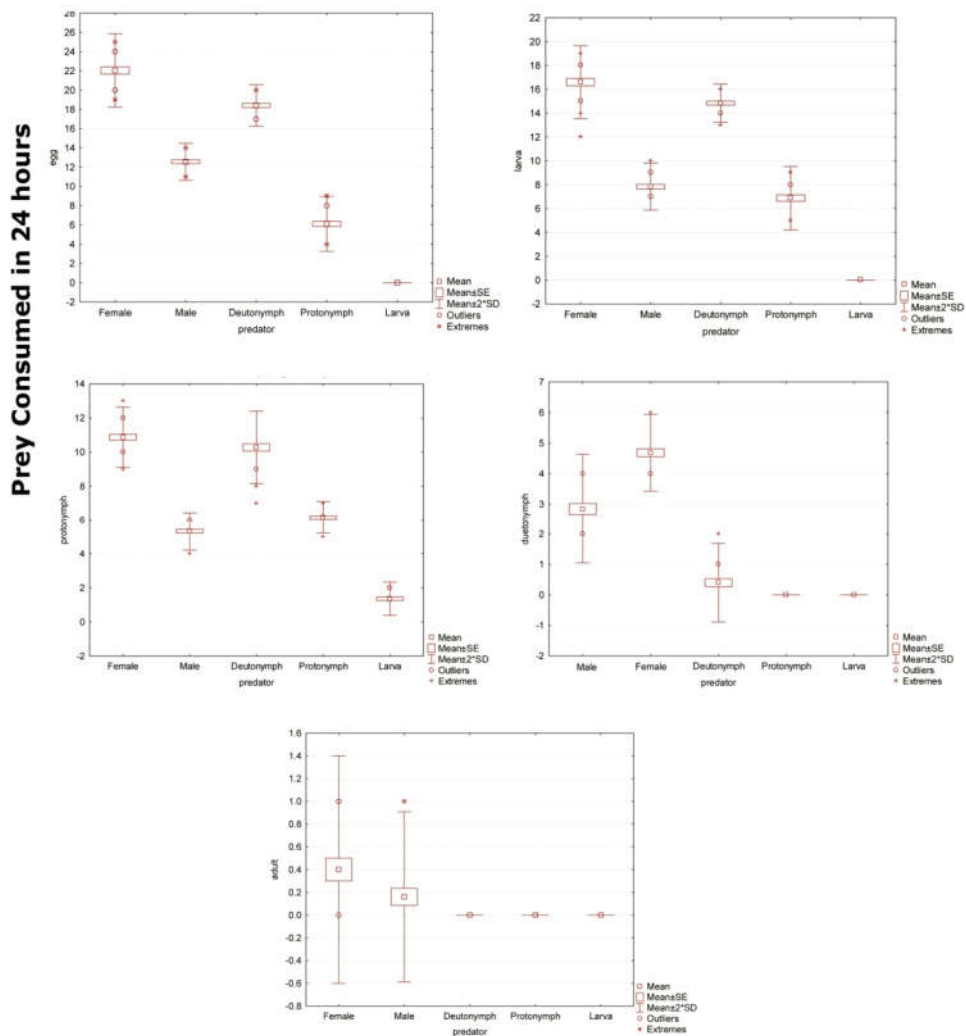 Prey Consumed in 24 hours
28
26
24
22
20
18
16
14
12
10
8
6
4
2
0
-2
egg
Female Male Deutonymph Protonymph Larva
predator
Mean
Mean±SE
Mean±2*SD
Outliers
Extremes
22
20
18
16
14
12
10
8
6
4
2
0
-2
larva
Female Male Deutonymph Protonymph Larva
predator
Mean
Mean±SE
Mean±2*SD
Outliers
Extremes
14
12
10
8
6
4
2
0
-2
protonymph
Female Male Deutonymph Protonymph Larva
predator
Mean
Mean±SE
Mean±2*SD
Outliers
Extremes
7
6
5
4
3
2
1
0
-1
-2
duetonymph
Male Female Deutonymph Protonymph Larva
predator
Mean
Mean±SE
Mean±2*SD
Outliers
Extremes
1.6
1.4
1.2
1.0
0.8
0.6
0.4
0.2
0.0
-0.2
-0.4
-0.6
-0.8
adult
Female Male Deutonymph Protonymph Larva
predator
Mean
Mean±SE
Mean±2*SD
Outliers
Extremes